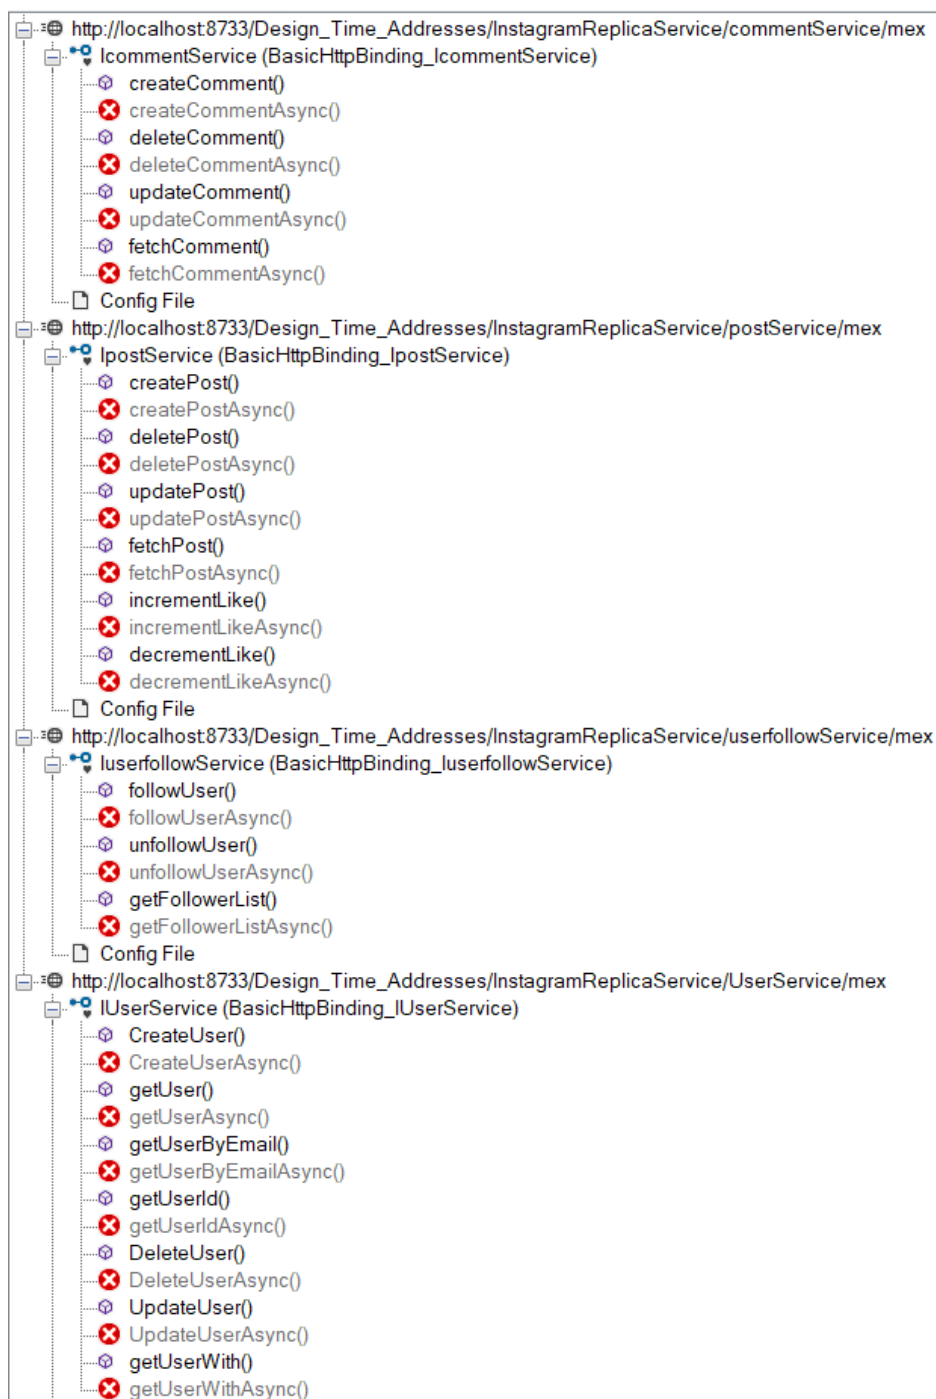 http://localhost:8733/Design_Time_Addresses/InstagramReplicaService/commentService/mex
IcommentService (BasicHttpBinding_IcommentService)
createComment()
createCommentAsync()
deleteComment()
deleteCommentAsync()
updateComment()
updateCommentAsync()
fetchComment()
fetchCommentAsync()
Config File
http://localhost:8733/Design_Time_Addresses/InstagramReplicaService/postService/mex
IpostService (BasicHttpBinding_IpostService)
createPost()
createPostAsync()
deletePost()
deletePostAsync()
updatePost()
updatePostAsync()
fetchPost()
fetchPostAsync()
incrementLike()
incrementLikeAsync()
decrementLike()
decrementLikeAsync()
Config File
http://localhost:8733/Design_Time_Addresses/InstagramReplicaService/userfollowService/mex
IuserfollowService (BasicHttpBinding_IuserfollowService)
followUser()
followUserAsync()
unfollowUser()
unfollowUserAsync()
getFollowerList()
getFollowerListAsync()
Config File
http://localhost:8733/Design_Time_Addresses/InstagramReplicaService/UserService/mex
IUserService (BasicHttpBinding_IUserService)
CreateUser()
CreateUserAsync()
getUser()
getUserAsync()
getUserByEmail()
getUserByEmailAsync()
getUserId()
getUserIdAsync()
DeleteUser()
DeleteUserAsync()
UpdateUser()
UpdateUserAsync()
getUserWith()
getUserWithAsync()